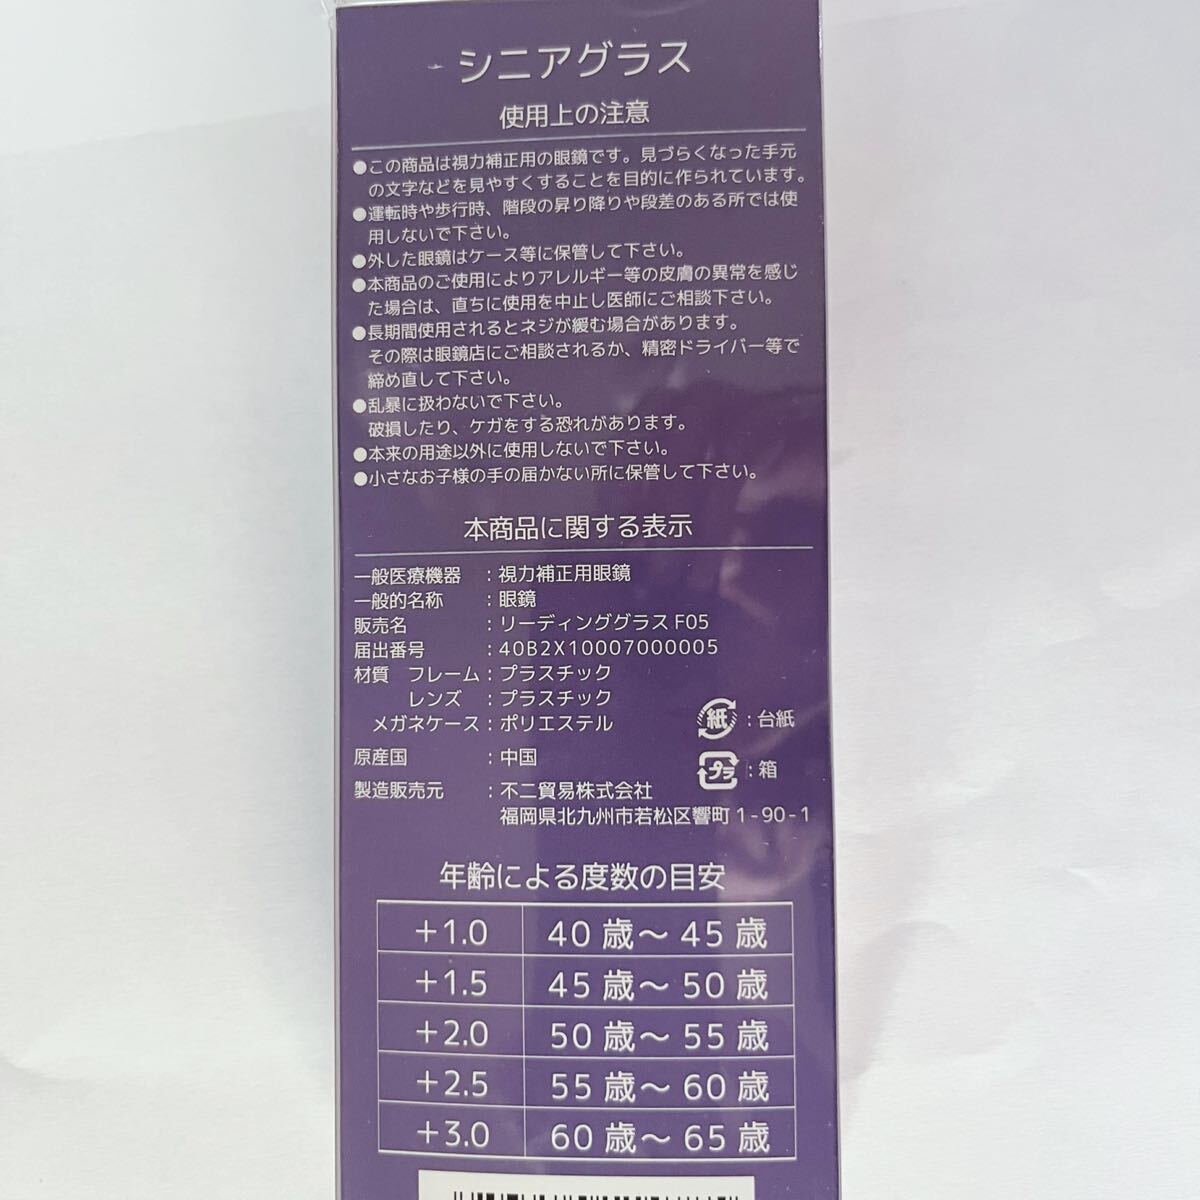 シニアグラス
使用上の注意
●この商品は視力補正用の眼鏡です。見づらくなった手元
の文字などを見やすくすることを目的に作られています。
●運転時や歩行時、階段の昇り降りや段差のある所では使
用しないで下さい。
●外した眼鏡はケース等に保管して下さい。
●本商品のご使用によりアレルギー等の皮膚の異常を感じ
た場合は、直ちに使用を中止し医師にご相談下さい。
●長期間使用されるとネジが緩む場合があります。
その際は眼鏡店にご相談されるか、精密ドライバー等で
締め直して下さい。
●乱暴に扱わないで下さい。
破損したり、ケガをする恐れがあります。
●本来の用途以外に使用しないで下さい。
●小さなお子様の手の届かない所に保管して下さい。
本商品に関する表示
一般医療機器 : 視力補正用眼鏡
一般的名称 : 眼鏡
販売名 : リーディンググラス F05
届出番号 : 40B2X10007000005
材質 フレーム : プラスチック
レンズ : プラスチック
メガネケース : ポリエステル
紙 : 台紙
原産国 : 中国
プラ : 箱
製造販売元 : 不二貿易株式会社
福岡県北九州市若松区響町 1-90-1
年齢による度数の目安
+1.0 40 歳～ 45 歳
+1.5 45 歳～ 50 歳
+2.0 50 歳～ 55 歳
+2.5 55 歳～ 60 歳
+3.0 60 歳～ 65 歳